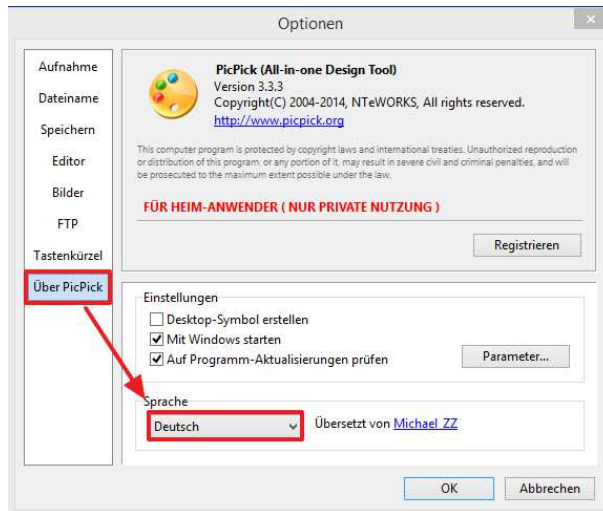 Optionen
Aufnahme
Dateiname
Speichern
Editor
Bilder
FTP
Tastenkürzel
Über PicPick
PicPick (All-in-one Design Tool)
Version 3.3.3
Copyright(C) 2004-2014, NTeWORKS, All rights reserved.
http://www.picpick.org
This computer program is protected by copyright laws and international treaties. Unauthorized reproduction
or distribution of this program, or any portion of it, may result in severe civil and criminal penalties, and will
be prosecuted to the maximum extent possible under the law.
FÜR HEIM-ANWENDER ( NUR PRIVATE NUTZUNG )
Registrieren
Einstellungen
Desktop-Symbol erstellen
Mit Windows starten
Auf Programm-Aktualisierungen prüfen
Parameter...
Sprache
Deutsch
Übersetzt von Michael_ZZ
OK
Abbrechen